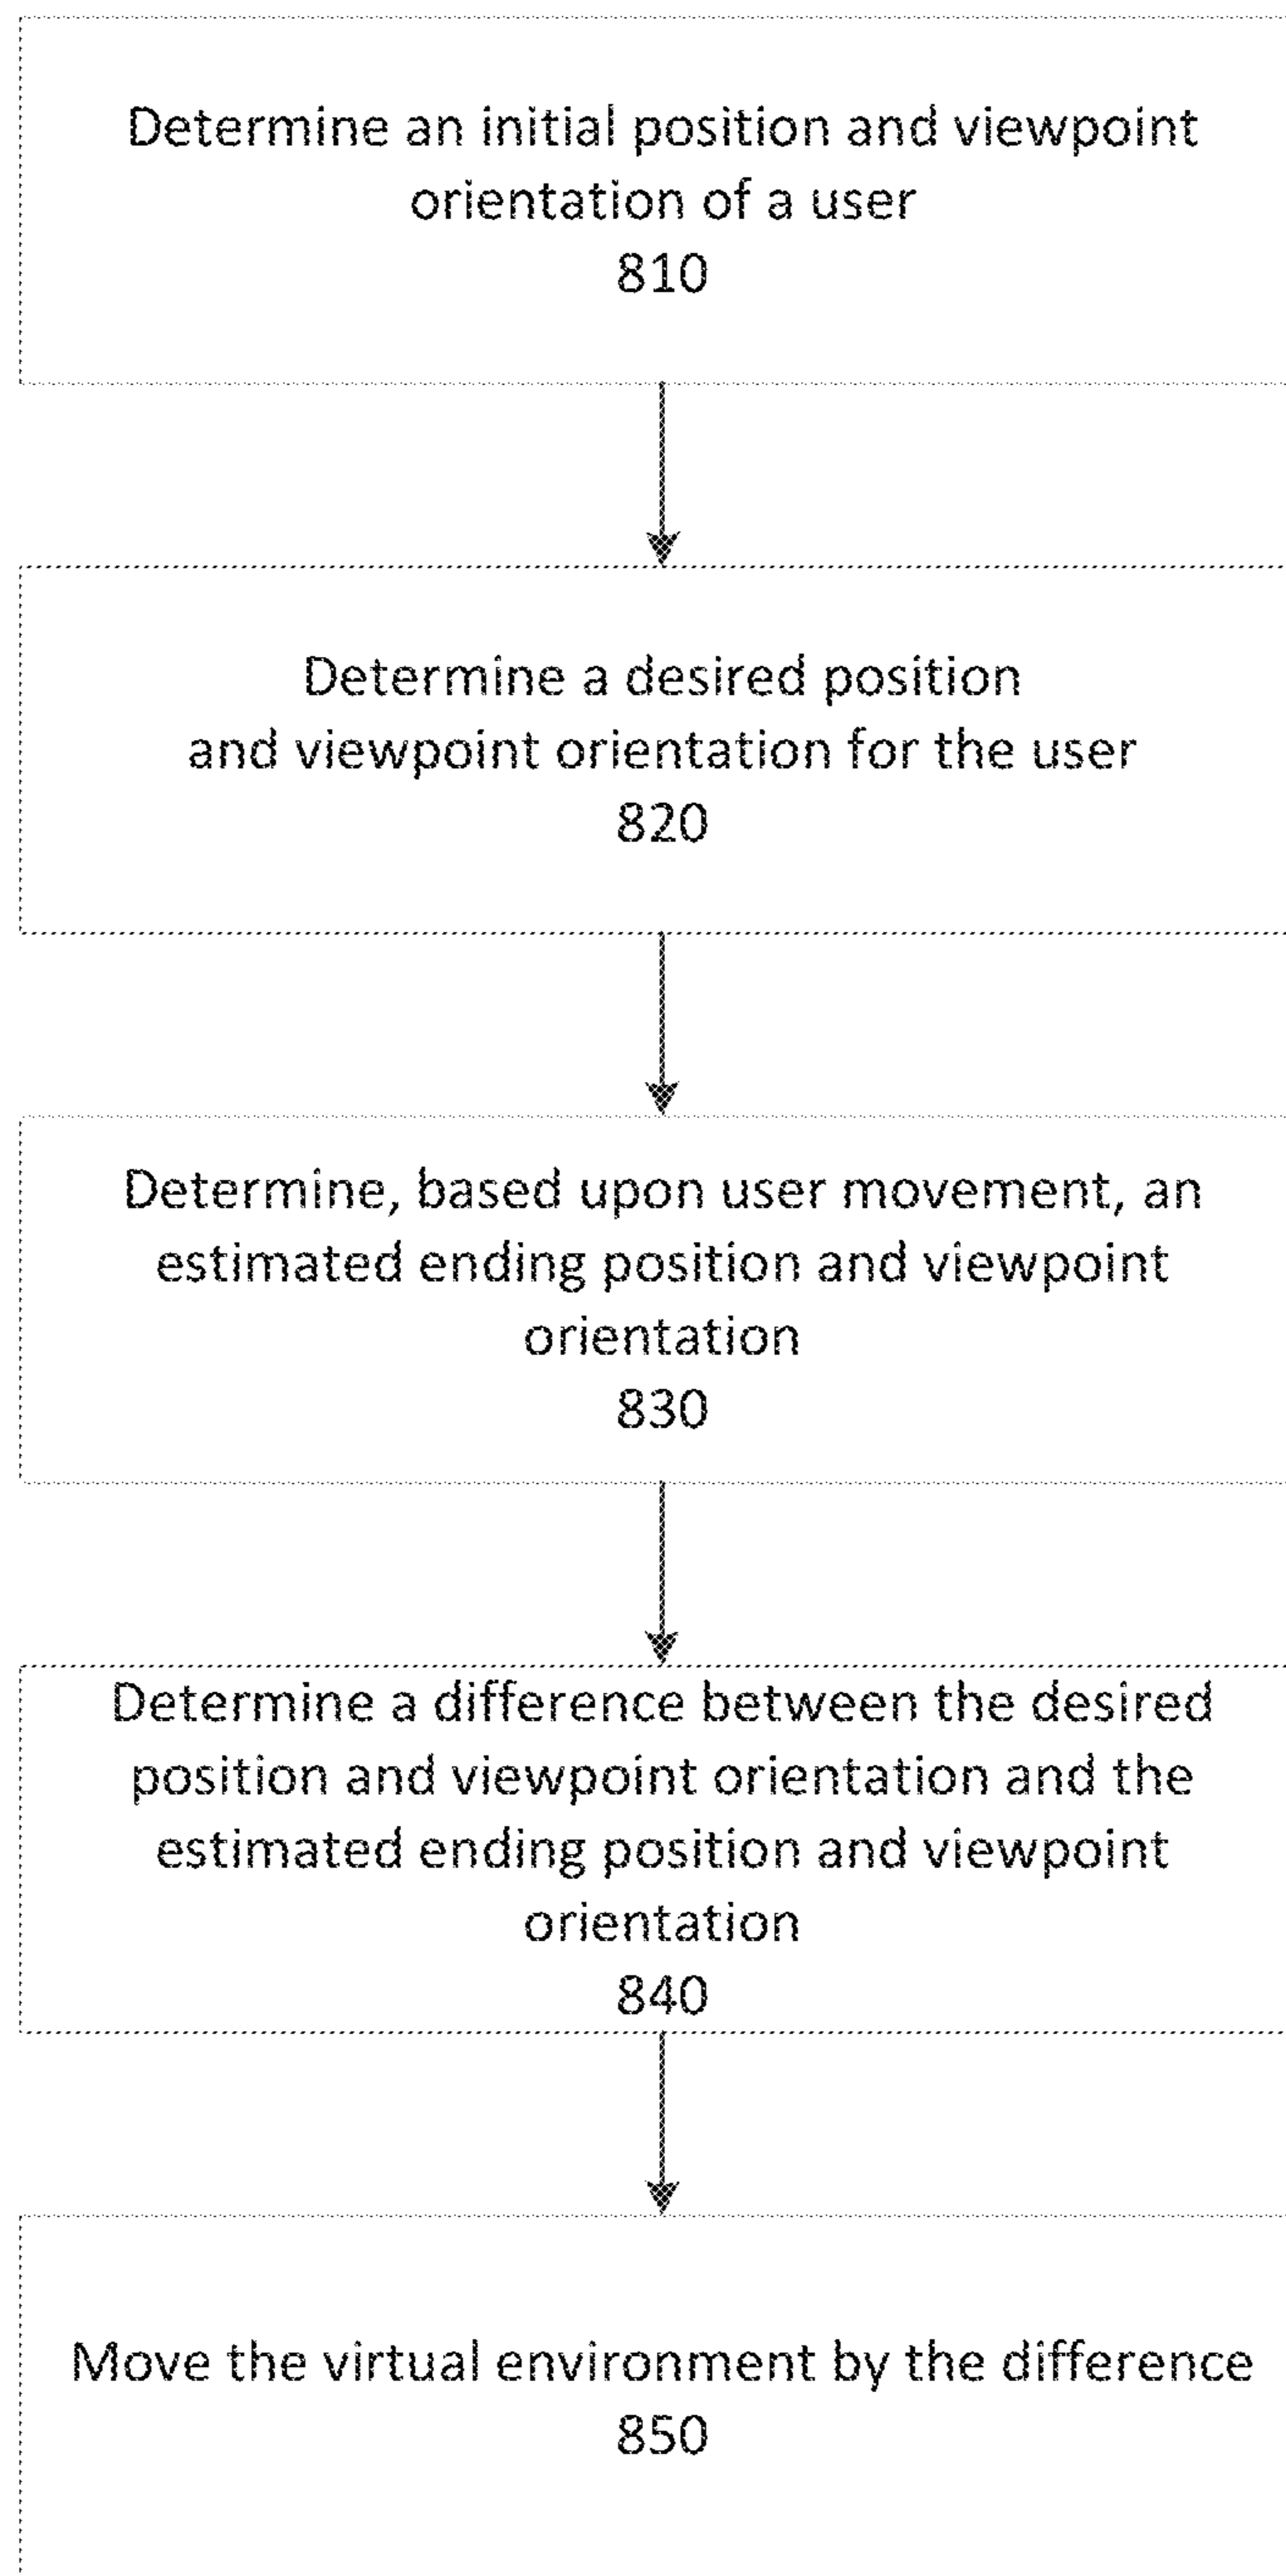 Determine an initial position and viewpoint
orientation of a user
810
Determine a desired position
and viewpoint orientation for the user
820
Determine, based upon user movement, an
estimated ending position and viewpoint
orientation
830
Determine a difference between the desired
position and viewpoint orientation and the
estimated ending position and viewpoint
orientation
840
Move the virtual environment by the difference
850